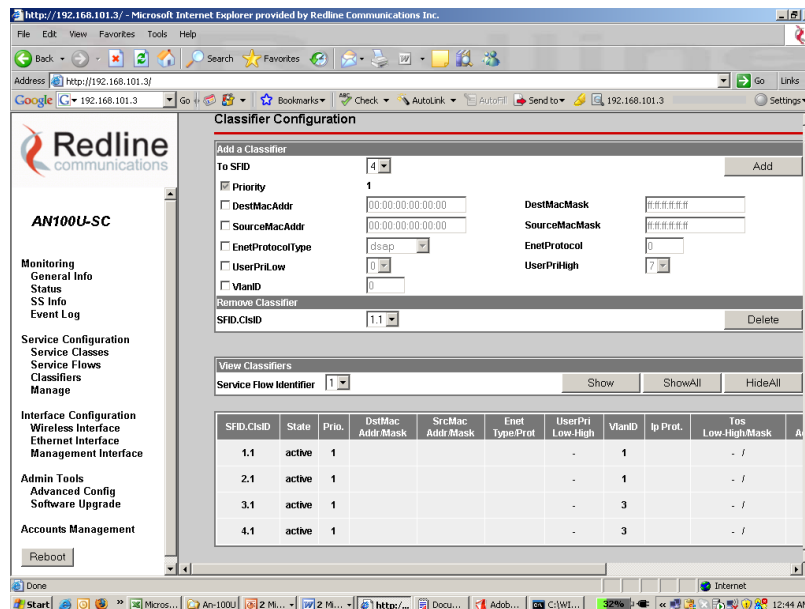 http://192.168.101.3/ - Microsoft Internet Explorer provided by Redline Communications Inc.
File Edit View Favorites Tools Help
Back Search Favorites
Address http://192.168.101.3/ Go Links
Google G 192.168.101.3 Go Bookmarks ABC Check AutoLink AutoFill Send to 192.168.101.3 Settings
Redline
communications
AN100U-SC
Monitoring
General Info
Status
SS Info
Event Log
Service Configuration
Service Classes
Service Flows
Classifiers
Manage
Interface Configuration
Wireless Interface
Ethernet Interface
Management Interface
Admin Tools
Advanced Config
Software Upgrade
Accounts Management
Reboot
Classifier Configuration
Add a Classifier
To SFID 4 Add
Priority 1
DestMacAddr 00:00:00:00:00:00 DestMacMask ff:ff:ff:ff:ff:ff
SourceMacAddr 00:00:00:00:00:00 SourceMacMask ff:ff:ff:ff:ff:ff
EnetProtocolType dsap EnetProtocol 0
UserPriLow 0 UserPriHigh 7
VlanID 0
Remove Classifier
SFID.ClsID 1.1 Delete
View Classifiers
Service Flow Identifier 1 Show ShowAll HideAll
SFID.ClsID State Prio. DstMac Addr/Mask SrcMac Addr/Mask Enet Type/Prot UserPri Low-High VlanID Ip Prot. Tos Low-High/Mask
1.1 active 1 - 1 - /
2.1 active 1 - 1 - /
3.1 active 1 - 3 - /
4.1 active 1 - 3 - /
Done Internet
Start » Micros... An-100U 2 Mi... 2 Mi... http:/... Docu... Adob... C:\WI... 32% « 12:44 AM